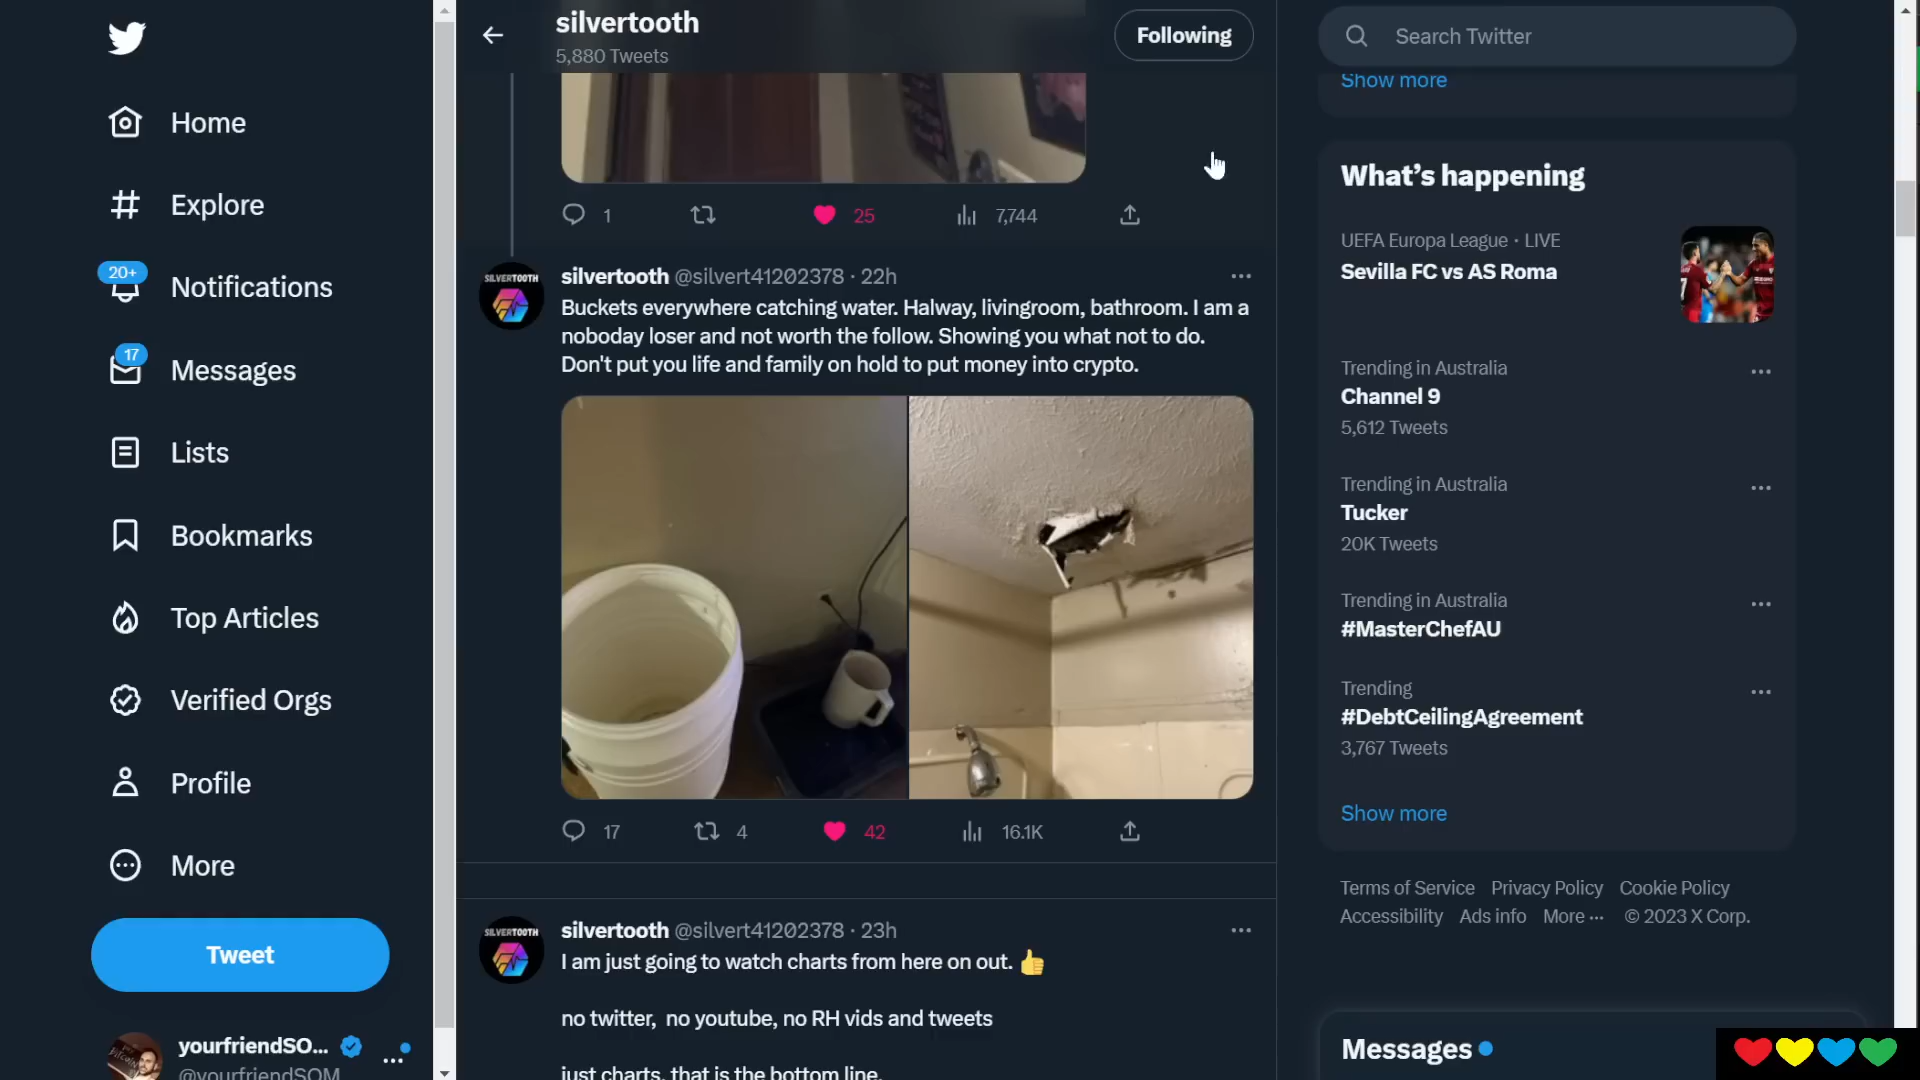 silvertooth
5,880 Tweets
Following
Search Twitter
Show more
Home
Explore
20+
Notifications
17
Messages
Lists
Bookmarks
Top Articles
Verified Orgs
Profile
More
Tweet
yourfriendSO...
@yourfriendSOM
1
25
7,744
silvertooth @silvert41202378 · 22h
Buckets everywhere catching water. Halway, livingroom, bathroom. I am a
noboday loser and not worth the follow. Showing you what not to do.
Don't put you life and family on hold to put money into crypto.
SILVERTOOTH
17
4
42
16.1K
silvertooth @silvert41202378 · 23h
I am just going to watch charts from here on out. 👍
no twitter, no youtube, no RH vids and tweets
just charts, that is the bottom line.
SILVERTOOTH
What's happening
UEFA Europa League · LIVE
Sevilla FC vs AS Roma
Trending in Australia
Channel 9
5,612 Tweets
Trending in Australia
Tucker
20K Tweets
Trending in Australia
#MasterChefAU
Trending
#DebtCeilingAgreement
3,767 Tweets
Show more
Terms of Service Privacy Policy Cookie Policy
Accessibility Ads info More ··· © 2023 X Corp.
Messages